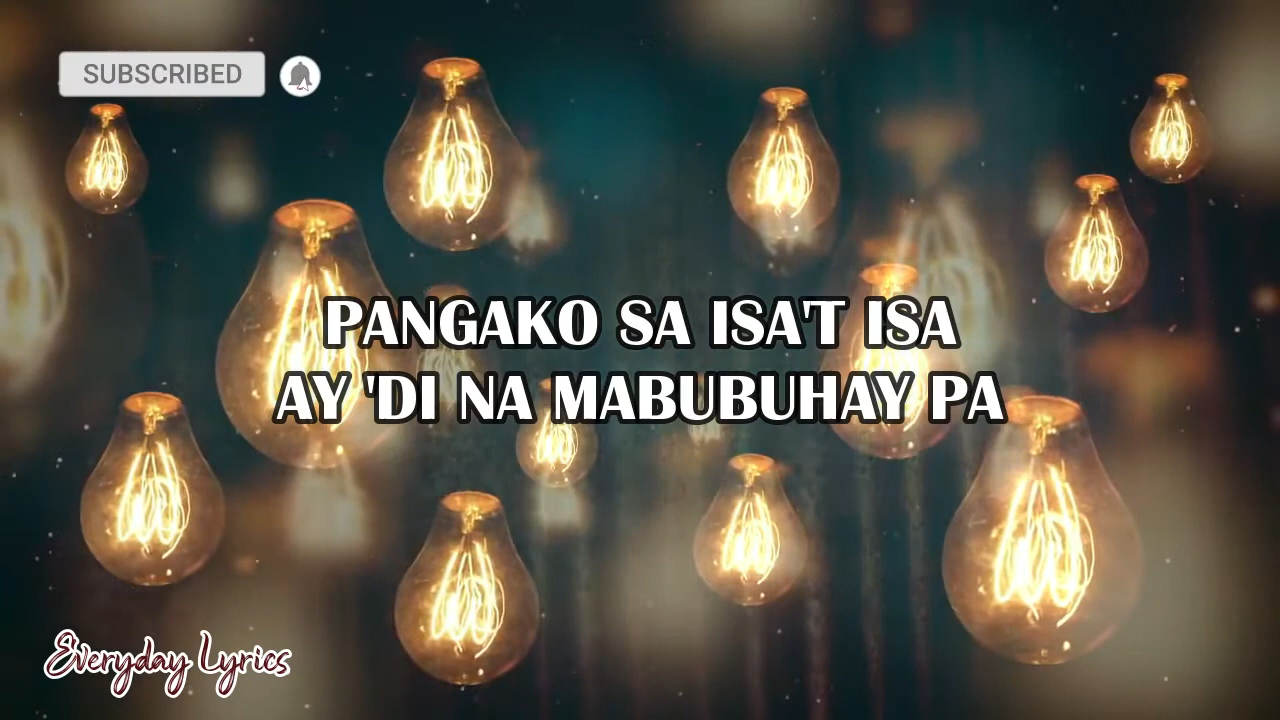 SUBSCRIBED
PANGAKO SA ISA'T ISA
AY 'DI NA MABUBUHAY PA
Everyday Lyrics